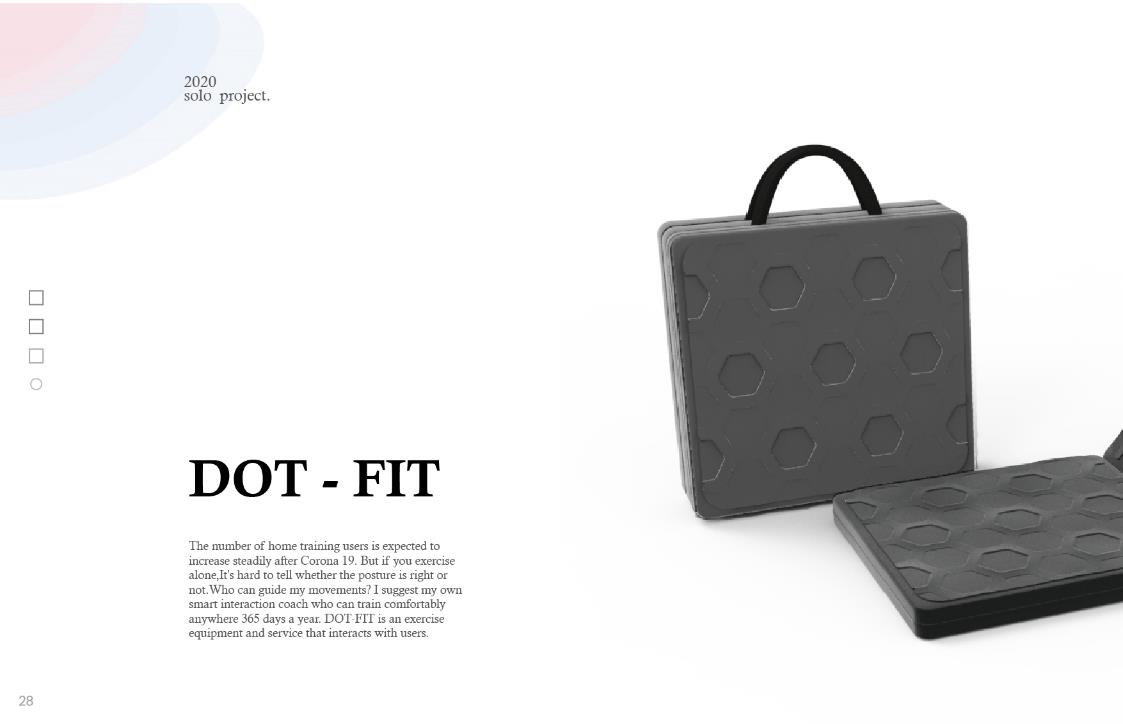 2020
solo project.
DOT - FIT
The number of home training users is expected to
increase steadily after Corona 19. But if you exercise
alone,It's hard to tell whether the posture is right or
not.Who can guide my movements? I suggest my own
smart interaction coach who can train comfortably
anywhere 365 days a year. DOT-FIT is an exercise
equipment and service that interacts with users.
28